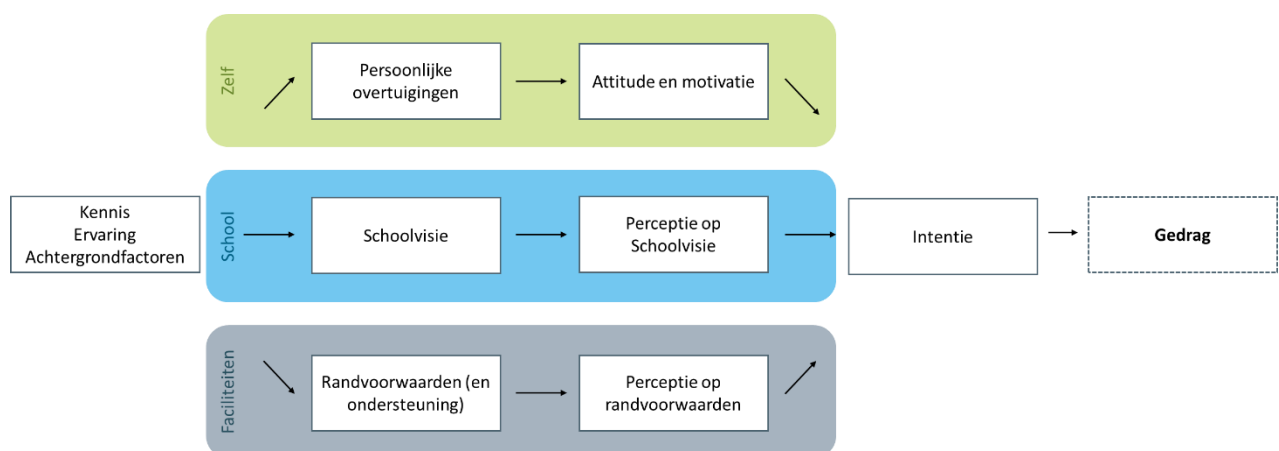 Zelf
Persoonlijke
overtuigingen
Attitude en motivatie
Kennis
Ervaring
Achtergrondfactoren
School
Schoolvisie
Perceptie op
Schoolvisie
Intentie
Gedrag
Faciliteiten
Randvoorwaarden (en
ondersteuning)
Perceptie op
randvoorwaarden